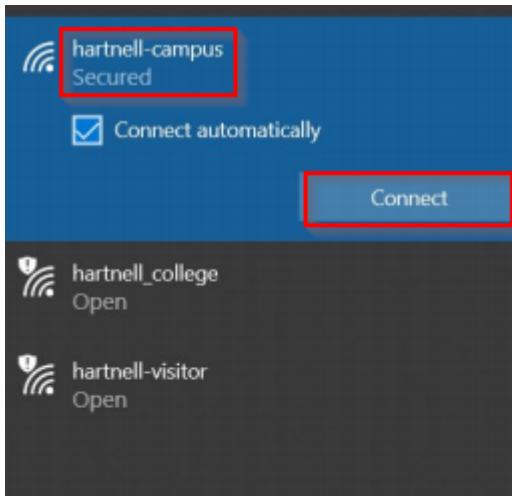 hartnell-campus
Secured
Connect automatically
Connect
hartnell_college
Open
hartnell-visitor
Open